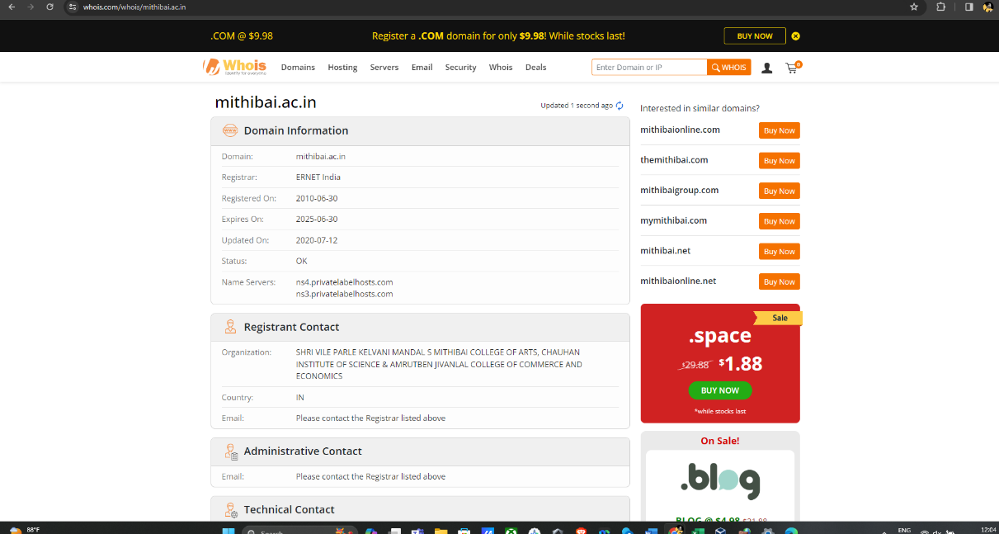 whois.com/whois/mithibai.ac.in
.COM @ $9.98
Register a .COM domain for only $9.98! While stocks last!
BUY NOW
Whois
Identity for everyone
Domains
Hosting
Servers
Email
Security
Whois
Deals
Enter Domain or IP
WHOIS
0
mithibai.ac.in
Updated 1 second ago
Domain Information
Domain: mithibai.ac.in
Registrar: ERNET India
Registered On: 2010-06-30
Expires On: 2025-06-30
Updated On: 2020-07-12
Status: OK
Name Servers: ns4.privatelabelhosts.com
ns3.privatelabelhosts.com
Registrant Contact
Organization: SHRI VILE PARLE KELVANI MANDAL S MITHIBAI COLLEGE OF ARTS, CHAUHAN
INSTITUTE OF SCIENCE & AMRUTBEN JIVANLAL COLLEGE OF COMMERCE AND
ECONOMICS
Country: IN
Email: Please contact the Registrar listed above
Administrative Contact
Email: Please contact the Registrar listed above
Technical Contact
Interested in similar domains?
mithibaionline.com Buy Now
themithibai.com Buy Now
mithibaigroup.com Buy Now
mymithibai.com Buy Now
mithibai.net Buy Now
mithibaionline.net Buy Now
Sale
.space
$29.88 $1.88
BUY NOW
*while stocks last
On Sale!
.blog
.BLOG @ $4.98 $21.88
88°F
Search
ENG
12:04